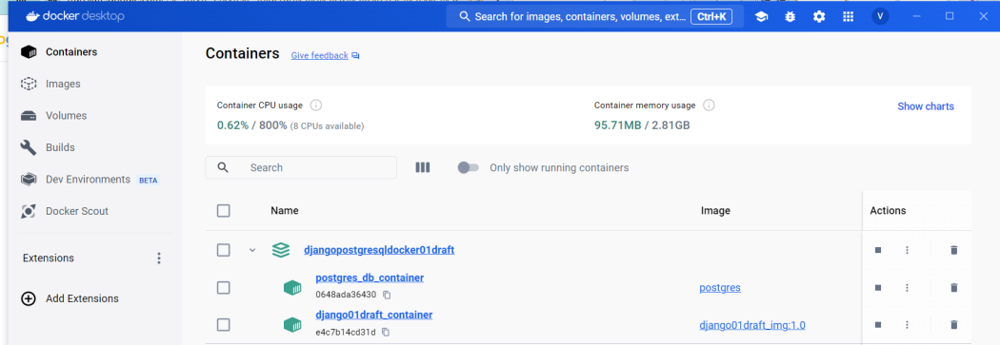 docker desktop
Search for images, containers, volumes, ext... Ctrl+K
V
Containers
Images
Volumes
Builds
Dev Environments BETA
Docker Scout
Extensions
Add Extensions
Containers Give feedback
Container CPU usage
0.62% / 800% (8 CPUs available)
Container memory usage
95.71MB / 2.81GB
Show charts
Search
Only show running containers
Name Image Actions
djangopostgresqldocker01draft
postgres_db_container
0648ada36430
postgres
django01draft_container
e4c7b14cd31d
django01draft_img:1.0